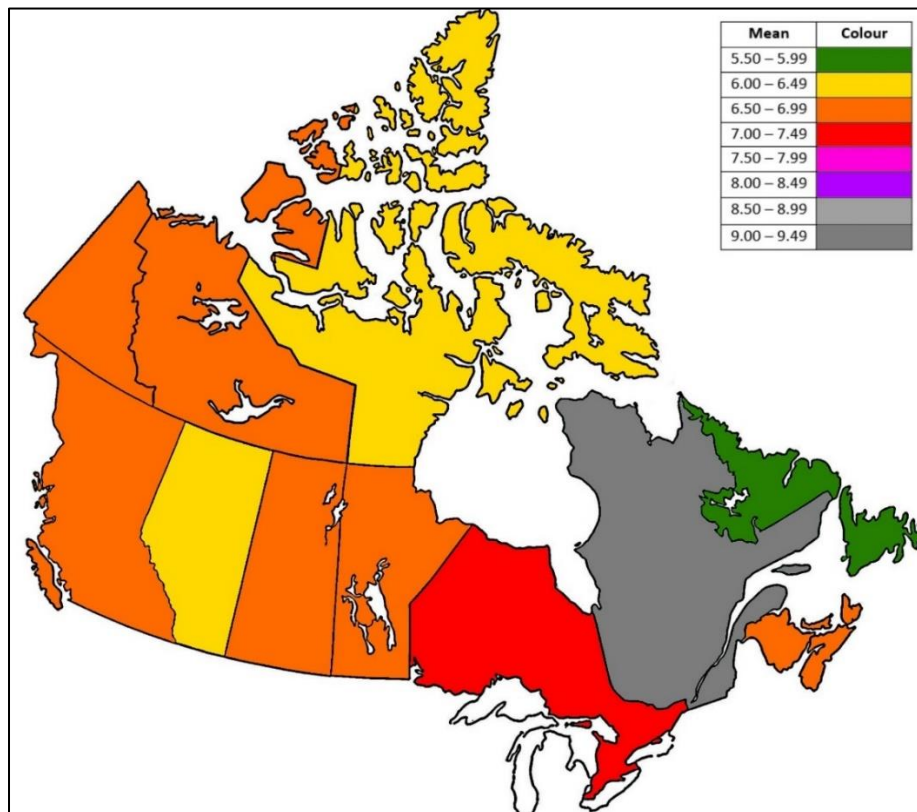 Mean Colour
5.50 – 5.99
6.00 – 6.49
6.50 – 6.99
7.00 – 7.49
7.50 – 7.99
8.00 – 8.49
8.50 – 8.99
9.00 – 9.49